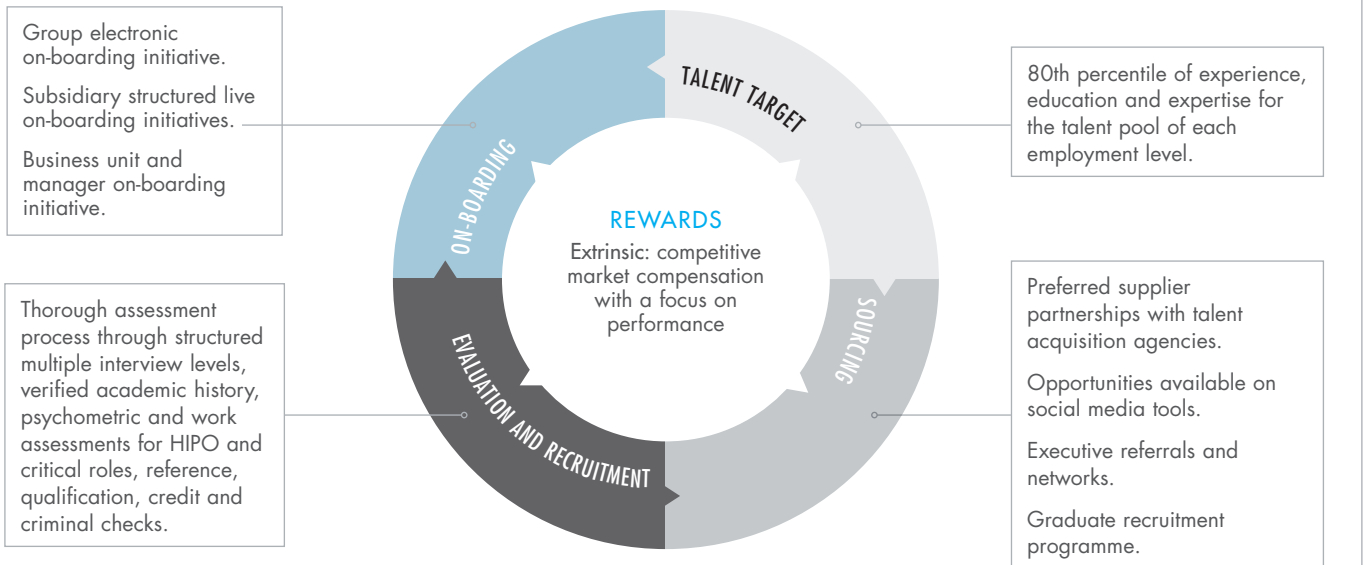 Group electronic
on-boarding initiative.
Subsidiary structured live
on-boarding initiatives.
Business unit and
manager on-boarding
initiative.
ON-BOARDING
TALENT TARGET
80th percentile of experience,
education and expertise for
the talent pool of each
employment level.
REWARDS
Extrinsic: competitive
market compensation
with a focus on
performance
Thorough assessment
process through structured
multiple interview levels,
verified academic history,
psychometric and work
assessments for HIPO and
critical roles, reference,
qualification, credit and
criminal checks.
EVALUATION AND RECRUITMENT
SOURCING
Preferred supplier
partnerships with talent
acquisition agencies.
Opportunities available on
social media tools.
Executive referrals and
networks.
Graduate recruitment
programme.